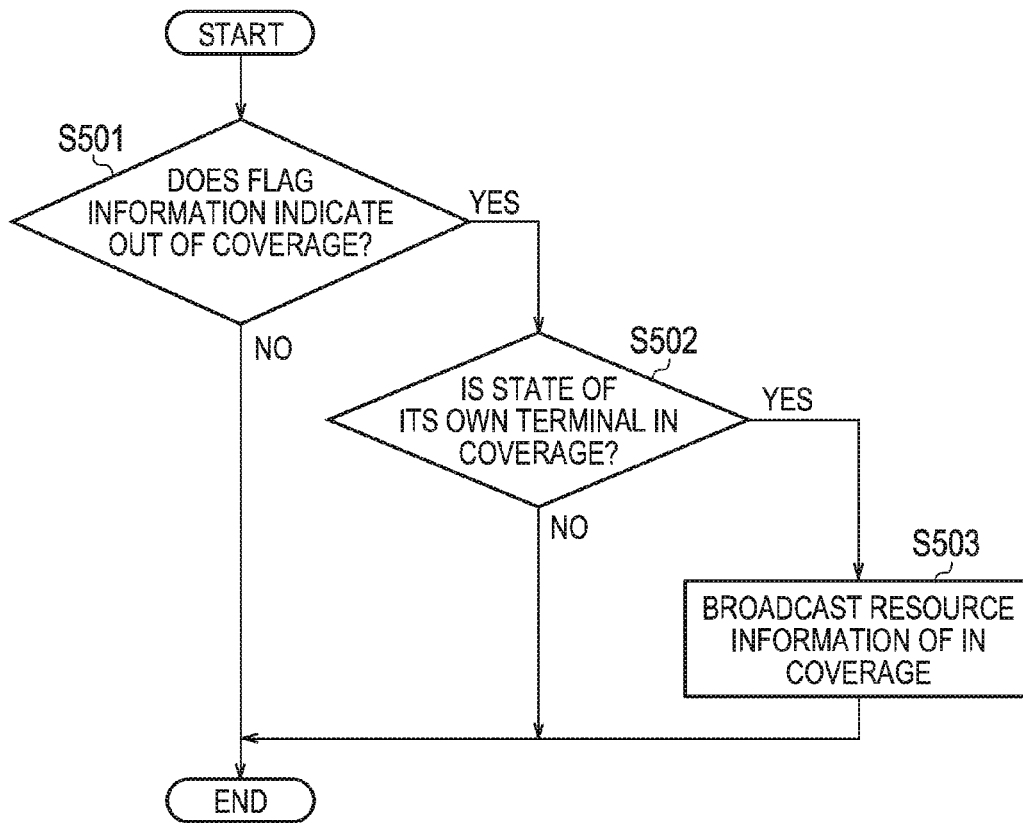 START
S501
DOES FLAG
INFORMATION INDICATE
OUT OF COVERAGE?
YES
NO
S502
IS STATE OF
ITS OWN TERMINAL IN
COVERAGE?
YES
NO
S503
BROADCAST RESOURCE
INFORMATION OF IN
COVERAGE
END